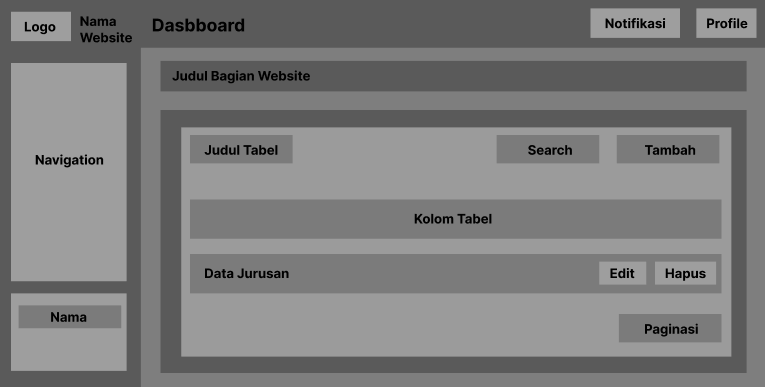 Logo
Nama
Website
Dasbboard
Notifikasi
Profile
Judul Bagian Website
Navigation
Judul Tabel
Search
Tambah
Kolom Tabel
Data Jurusan
Edit
Hapus
Nama
Paginasi